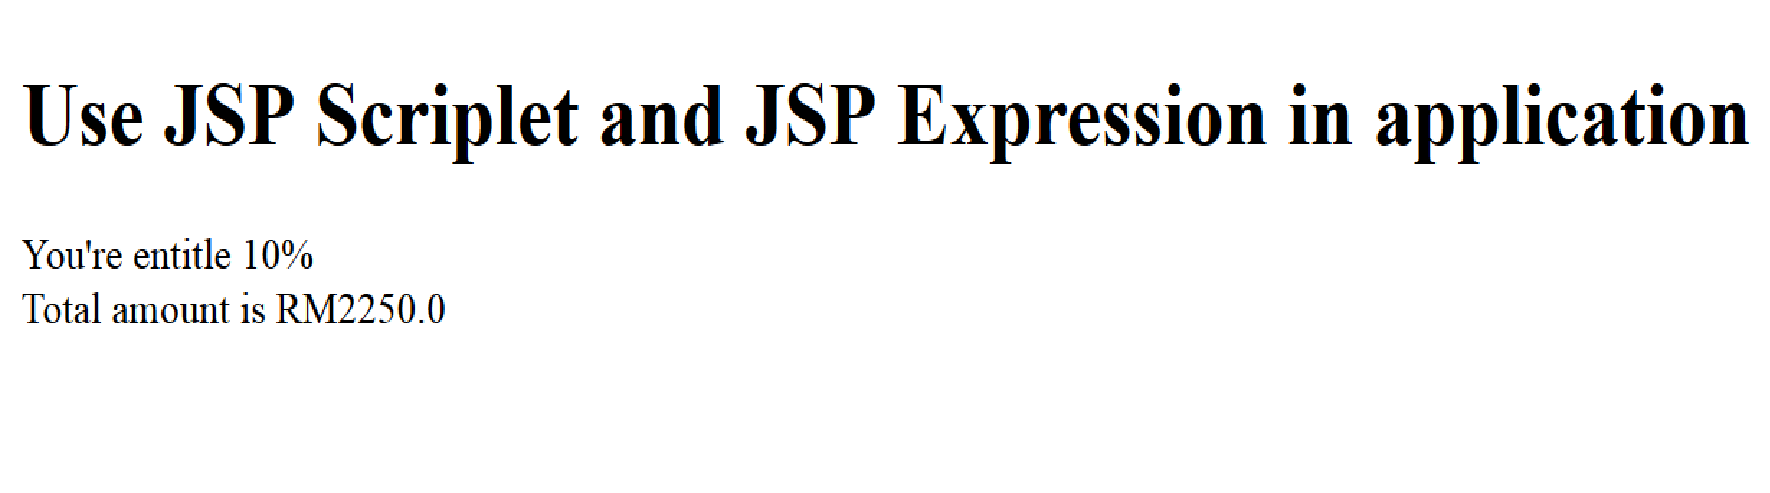 Use JSP Scriplet and JSP Expression in application
You're entitle 10%
Total amount is RM2250.0